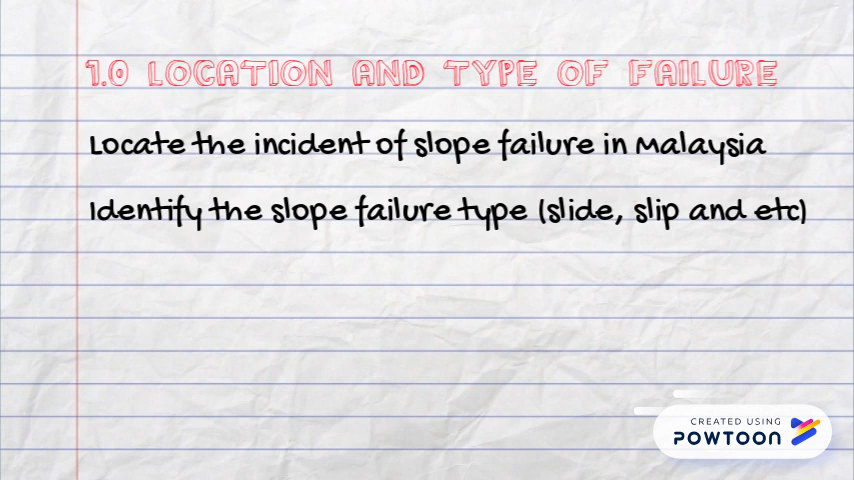 1.0 LOCATION AND TYPE OF FAILURE
Locate the incident of slope failure in Malaysia
Identify the slope failure type (slide, slip and etc)
CREATED USING
POWTOON